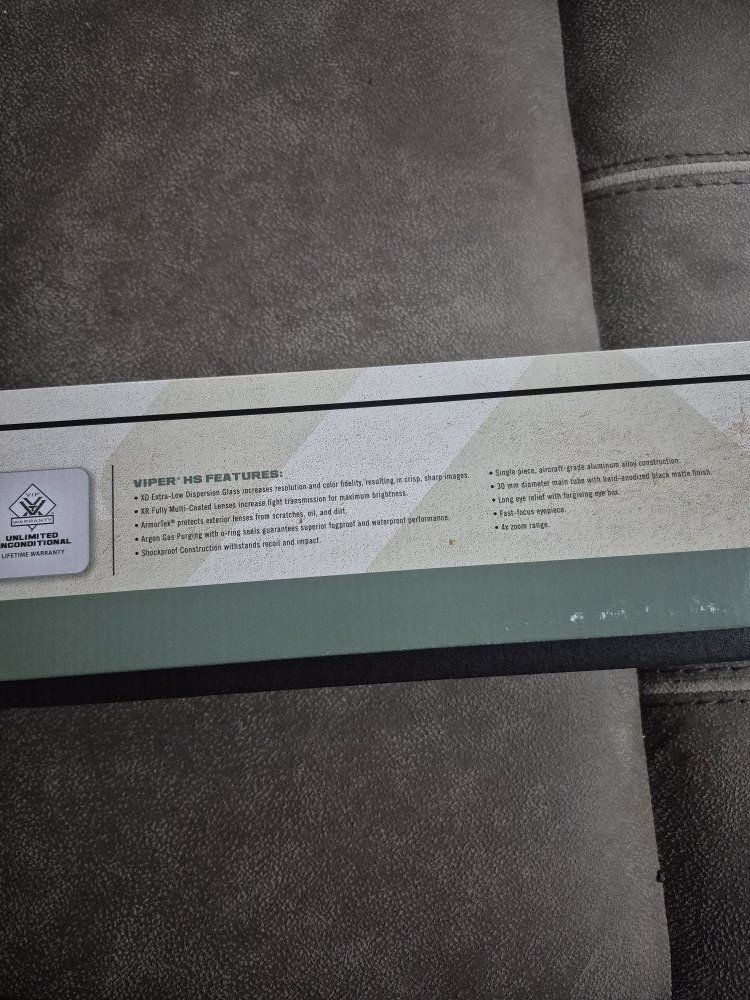 VIP
WARRANTY
UNLIMITED
UNCONDITIONAL
LIFETIME WARRANTY
VIPER® HS FEATURES:
• XD Extra-Low Dispersion Glass increases resolution and color fidelity, resulting in crisp, sharp images.
• XR Fully Multi-Coated Lenses increase light transmission for maximum brightness.
• ArmorTek® protects exterior lenses from scratches, oil, and dirt.
• Argon Gas Purging with o-ring seals guarantees superior fogproof and waterproof performance.
• Shockproof Construction withstands recoil and impact.
• Single piece, aircraft-grade aluminum alloy construction.
• 30 mm diameter main tube with hard-anodized black matte finish.
• Long eye relief with forgiving eye box.
• Fast-focus eyepiece.
• 4x zoom range.